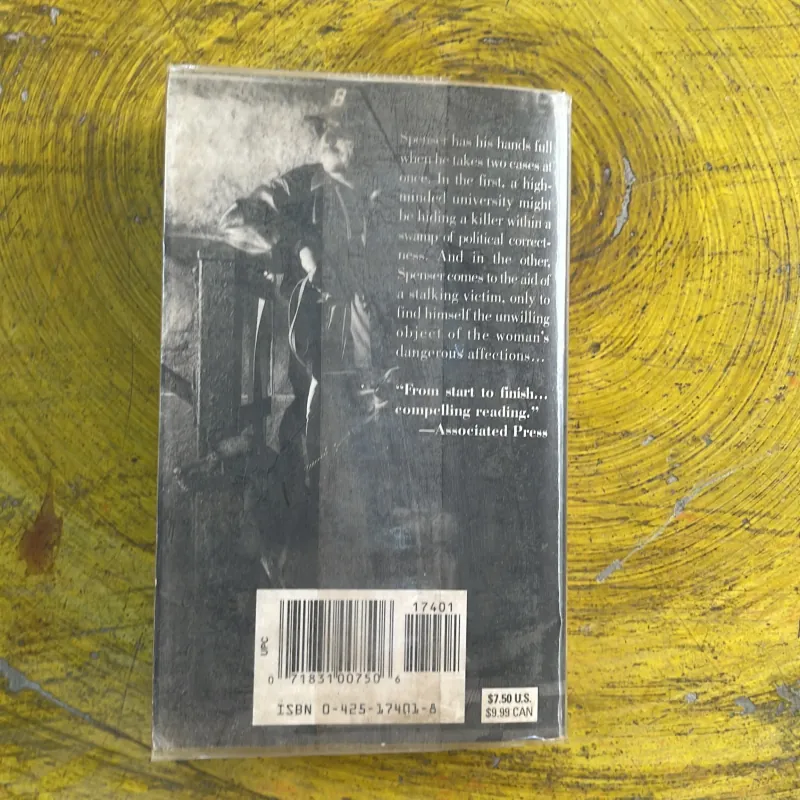 B
Spenser has his hands full
when he takes two cases at
once. In the first, a high-
minded university might
be hiding a killer within a
swamp of political correct-
ness. And in the other,
Spenser comes to the aid of
a stalking victim, only to
find himself the unwilling
object of the woman's
dangerous affections...
“From start to finish...
compelling reading.”
—Associated Press
17401
UPC
0 7183100750 6
ISBN 0-425-17401-8
$7.50 U.S.
$9.99 CAN